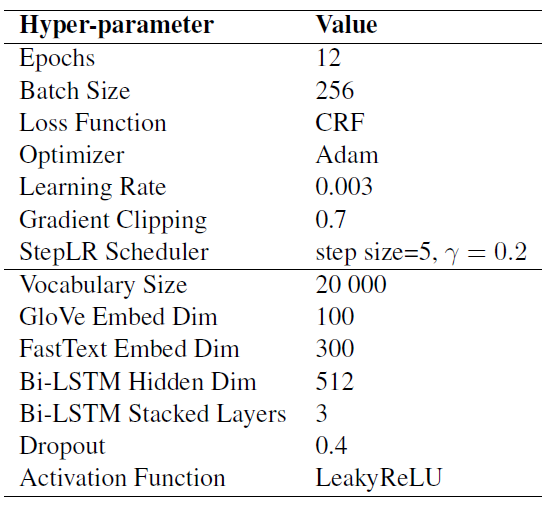 Hyper-parameter Value
Epochs 12
Batch Size 256
Loss Function CRF
Optimizer Adam
Learning Rate 0.003
Gradient Clipping 0.7
StepLR Scheduler step size=5, γ = 0.2
Vocabulary Size 20 000
GloVe Embed Dim 100
FastText Embed Dim 300
Bi-LSTM Hidden Dim 512
Bi-LSTM Stacked Layers 3
Dropout 0.4
Activation Function LeakyReLU